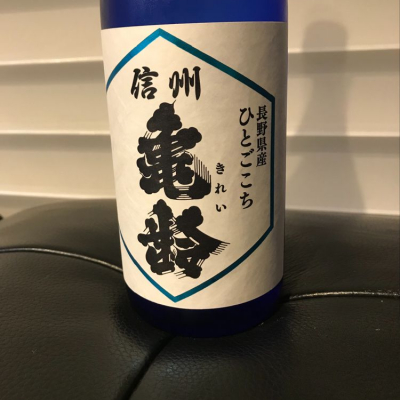 信州
亀齢
きれい
長野県産
ひとごこち